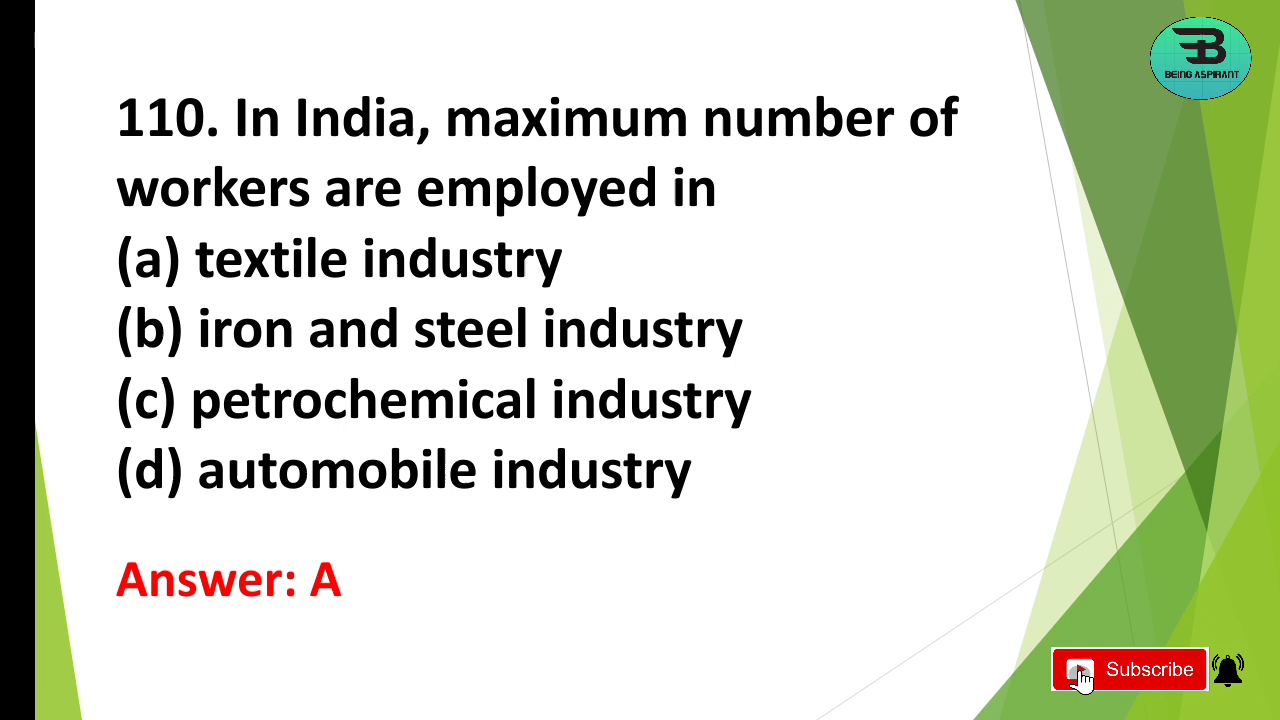 BEING ASPIRANT
110. In India, maximum number of
workers are employed in
(a) textile industry
(b) iron and steel industry
(c) petrochemical industry
(d) automobile industry
Answer: A
Subscribe